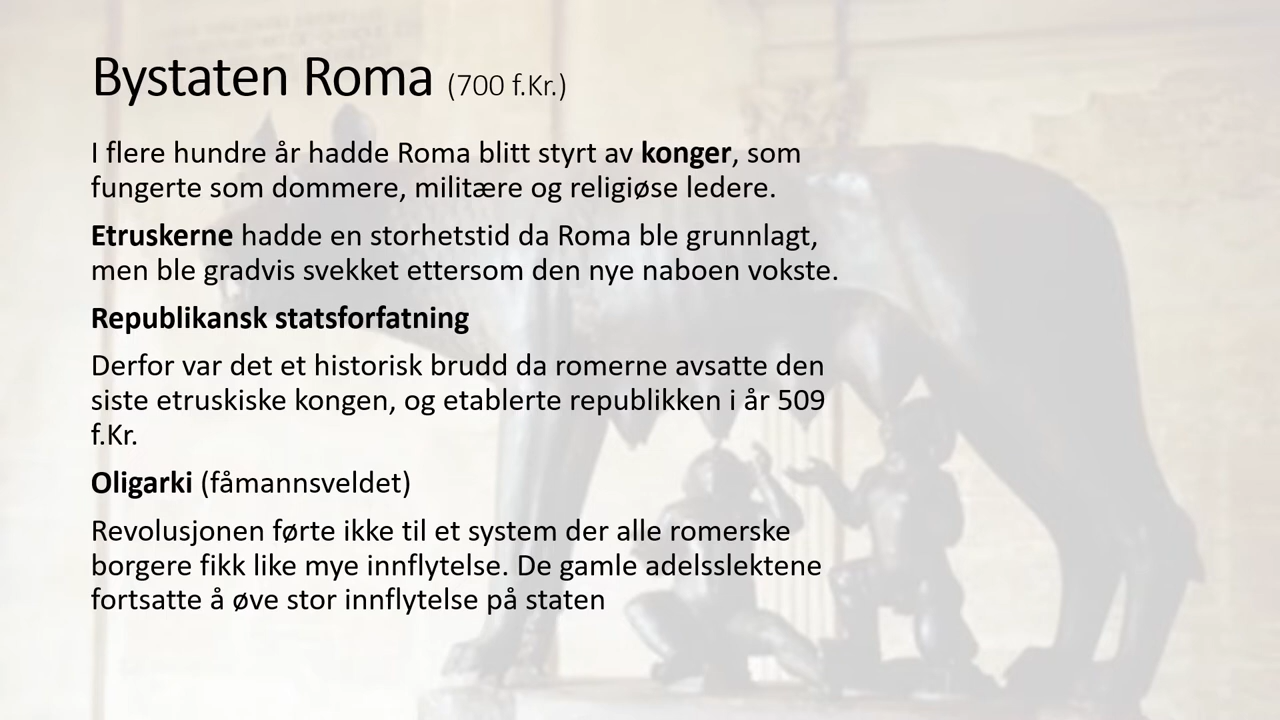 Bystaten Roma (700 f.Kr.)
I flere hundre år hadde Roma blitt styrt av konger, som
fungerte som dommere, militære og religiøse ledere.
Etruskerne hadde en storhetstid da Roma ble grunnlagt,
men ble gradvis svekket ettersom den nye naboen vokste.
Republikansk statsforfatning
Derfor var det et historisk brudd da romerne avsatte den
siste etruskiske kongen, og etablerte republikken i år 509
f.Kr.
Oligarki (fåmannsveldet)
Revolusjonen førte ikke til et system der alle romerske
borgere fikk like mye innflytelse. De gamle adelsslektene
fortsatte å øve stor innflytelse på staten